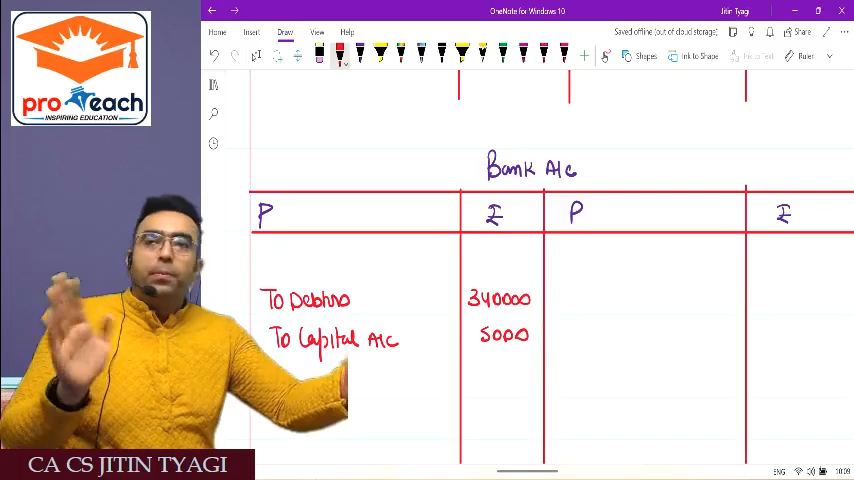 OneNote for Windows 10
Jitin Tyagi
Home Insert Draw View Help
Saved offline (out of cloud storage)
Share
Shapes
Ink to Shape
Ink to Text
Ruler
pro teach
INSPIRING EDUCATION
Bank A/c
P ₹ P ₹
To Debtors 340000
To Capital A/c 5000
CA CS JITIN TYAGI
ENG
10:09